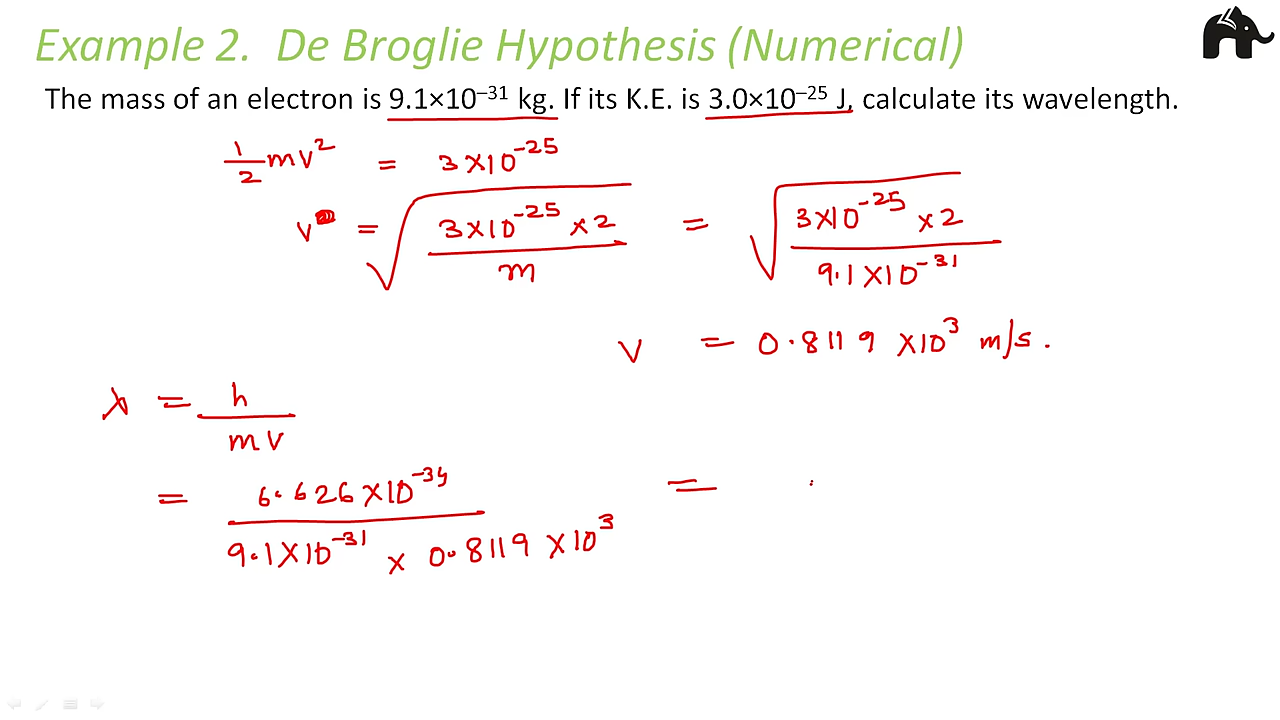 Example 2. De Broglie Hypothesis (Numerical)
The mass of an electron is 9.1×10⁻³¹ kg. If its K.E. is 3.0×10⁻²⁵ J, calculate its wavelength.
1/2 mv² = 3×10⁻²⁵
v = √(3×10⁻²⁵ × 2 / m) = √(3×10⁻²⁵ × 2 / 9.1×10⁻³¹)
v = 0.8119 ×10³ m/s.
λ = h / mv
= 6.626×10⁻³⁴ / 9.1×10⁻³¹ × 0.8119 ×10³ =